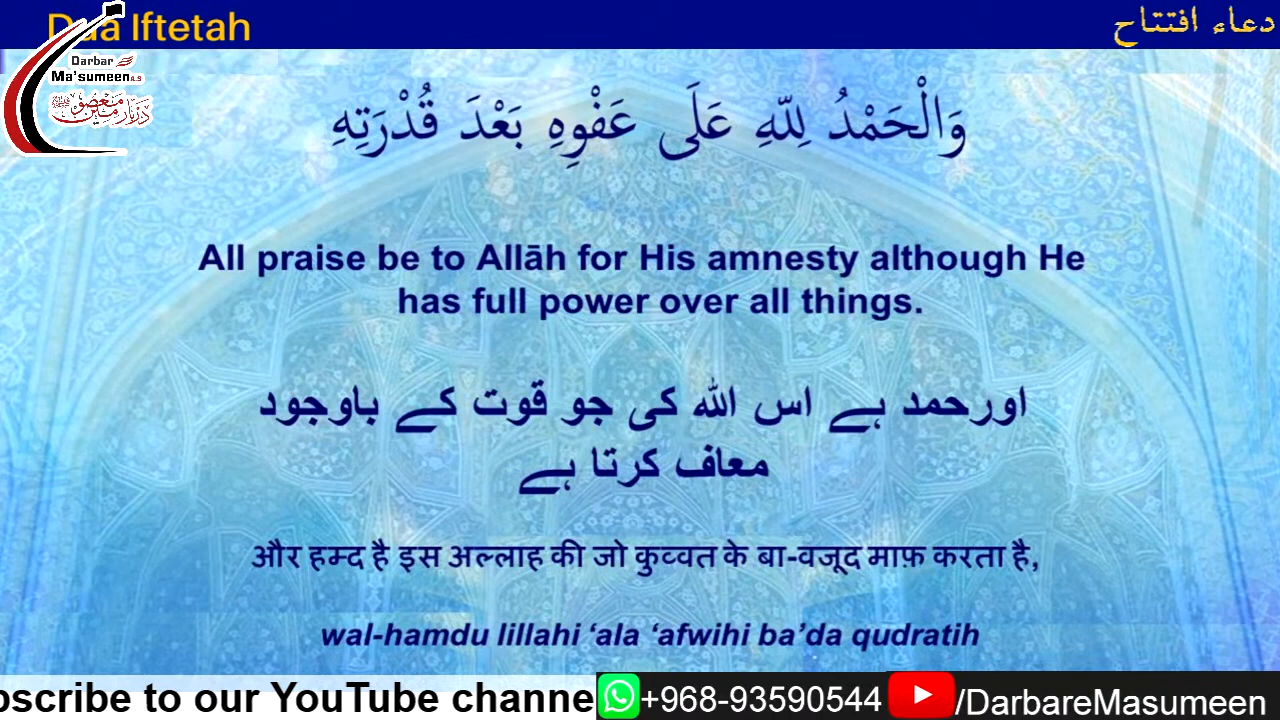 Dua Iftetah
دعاء افتتاح
Darbar
Ma'sumeen A.S
وَالْحَمْدُ لِلّٰهِ عَلَى عَفْوِهِ بَعْدَ قُدْرَتِهِ
All praise be to Allāh for His amnesty although He
has full power over all things.
اورحمد ہے اس الله کی جو قوت کے باوجود
معاف کرتا ہے
और हम्द है इस अल्लाह की जो कुव्वत के बा-वजूद माफ़ करता है,
wal-hamdu lillahi ‘ala ‘afwihi ba’da qudratih
bscribe to our YouTube channe
+968-93590544
/DarbareMasumeen